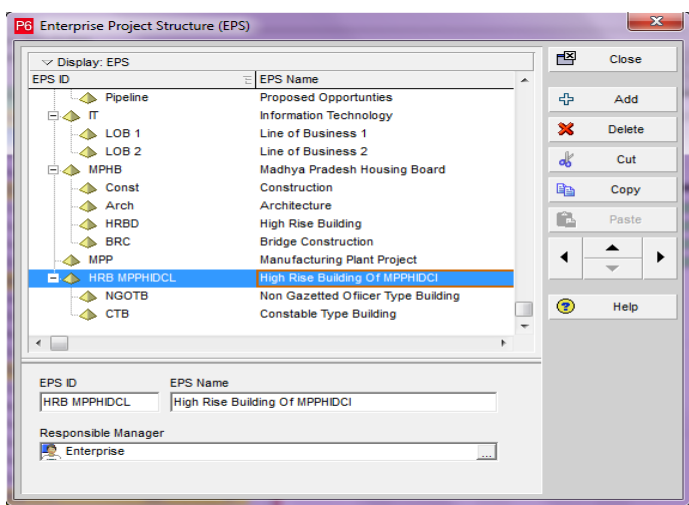 P6 Enterprise Project Structure (EPS)
Display: EPS
EPS ID EPS Name
Pipeline Proposed Opportunties
IT Information Technology
LOB 1 Line of Business 1
LOB 2 Line of Business 2
MPHB Madhya Pradesh Housing Board
Const Construction
Arch Architecture
HRBD High Rise Building
BRC Bridge Construction
MPP Manufacturing Plant Project
HRB MPPHIDCL High Rise Building Of MPPHIDCl
NGOTB Non Gazetted Ofiicer Type Building
CTB Constable Type Building
EPS ID EPS Name
HRB MPPHIDCL High Rise Building Of MPPHIDCl
Responsible Manager
Enterprise ...
Close
Add
Delete
Cut
Copy
Paste
Help